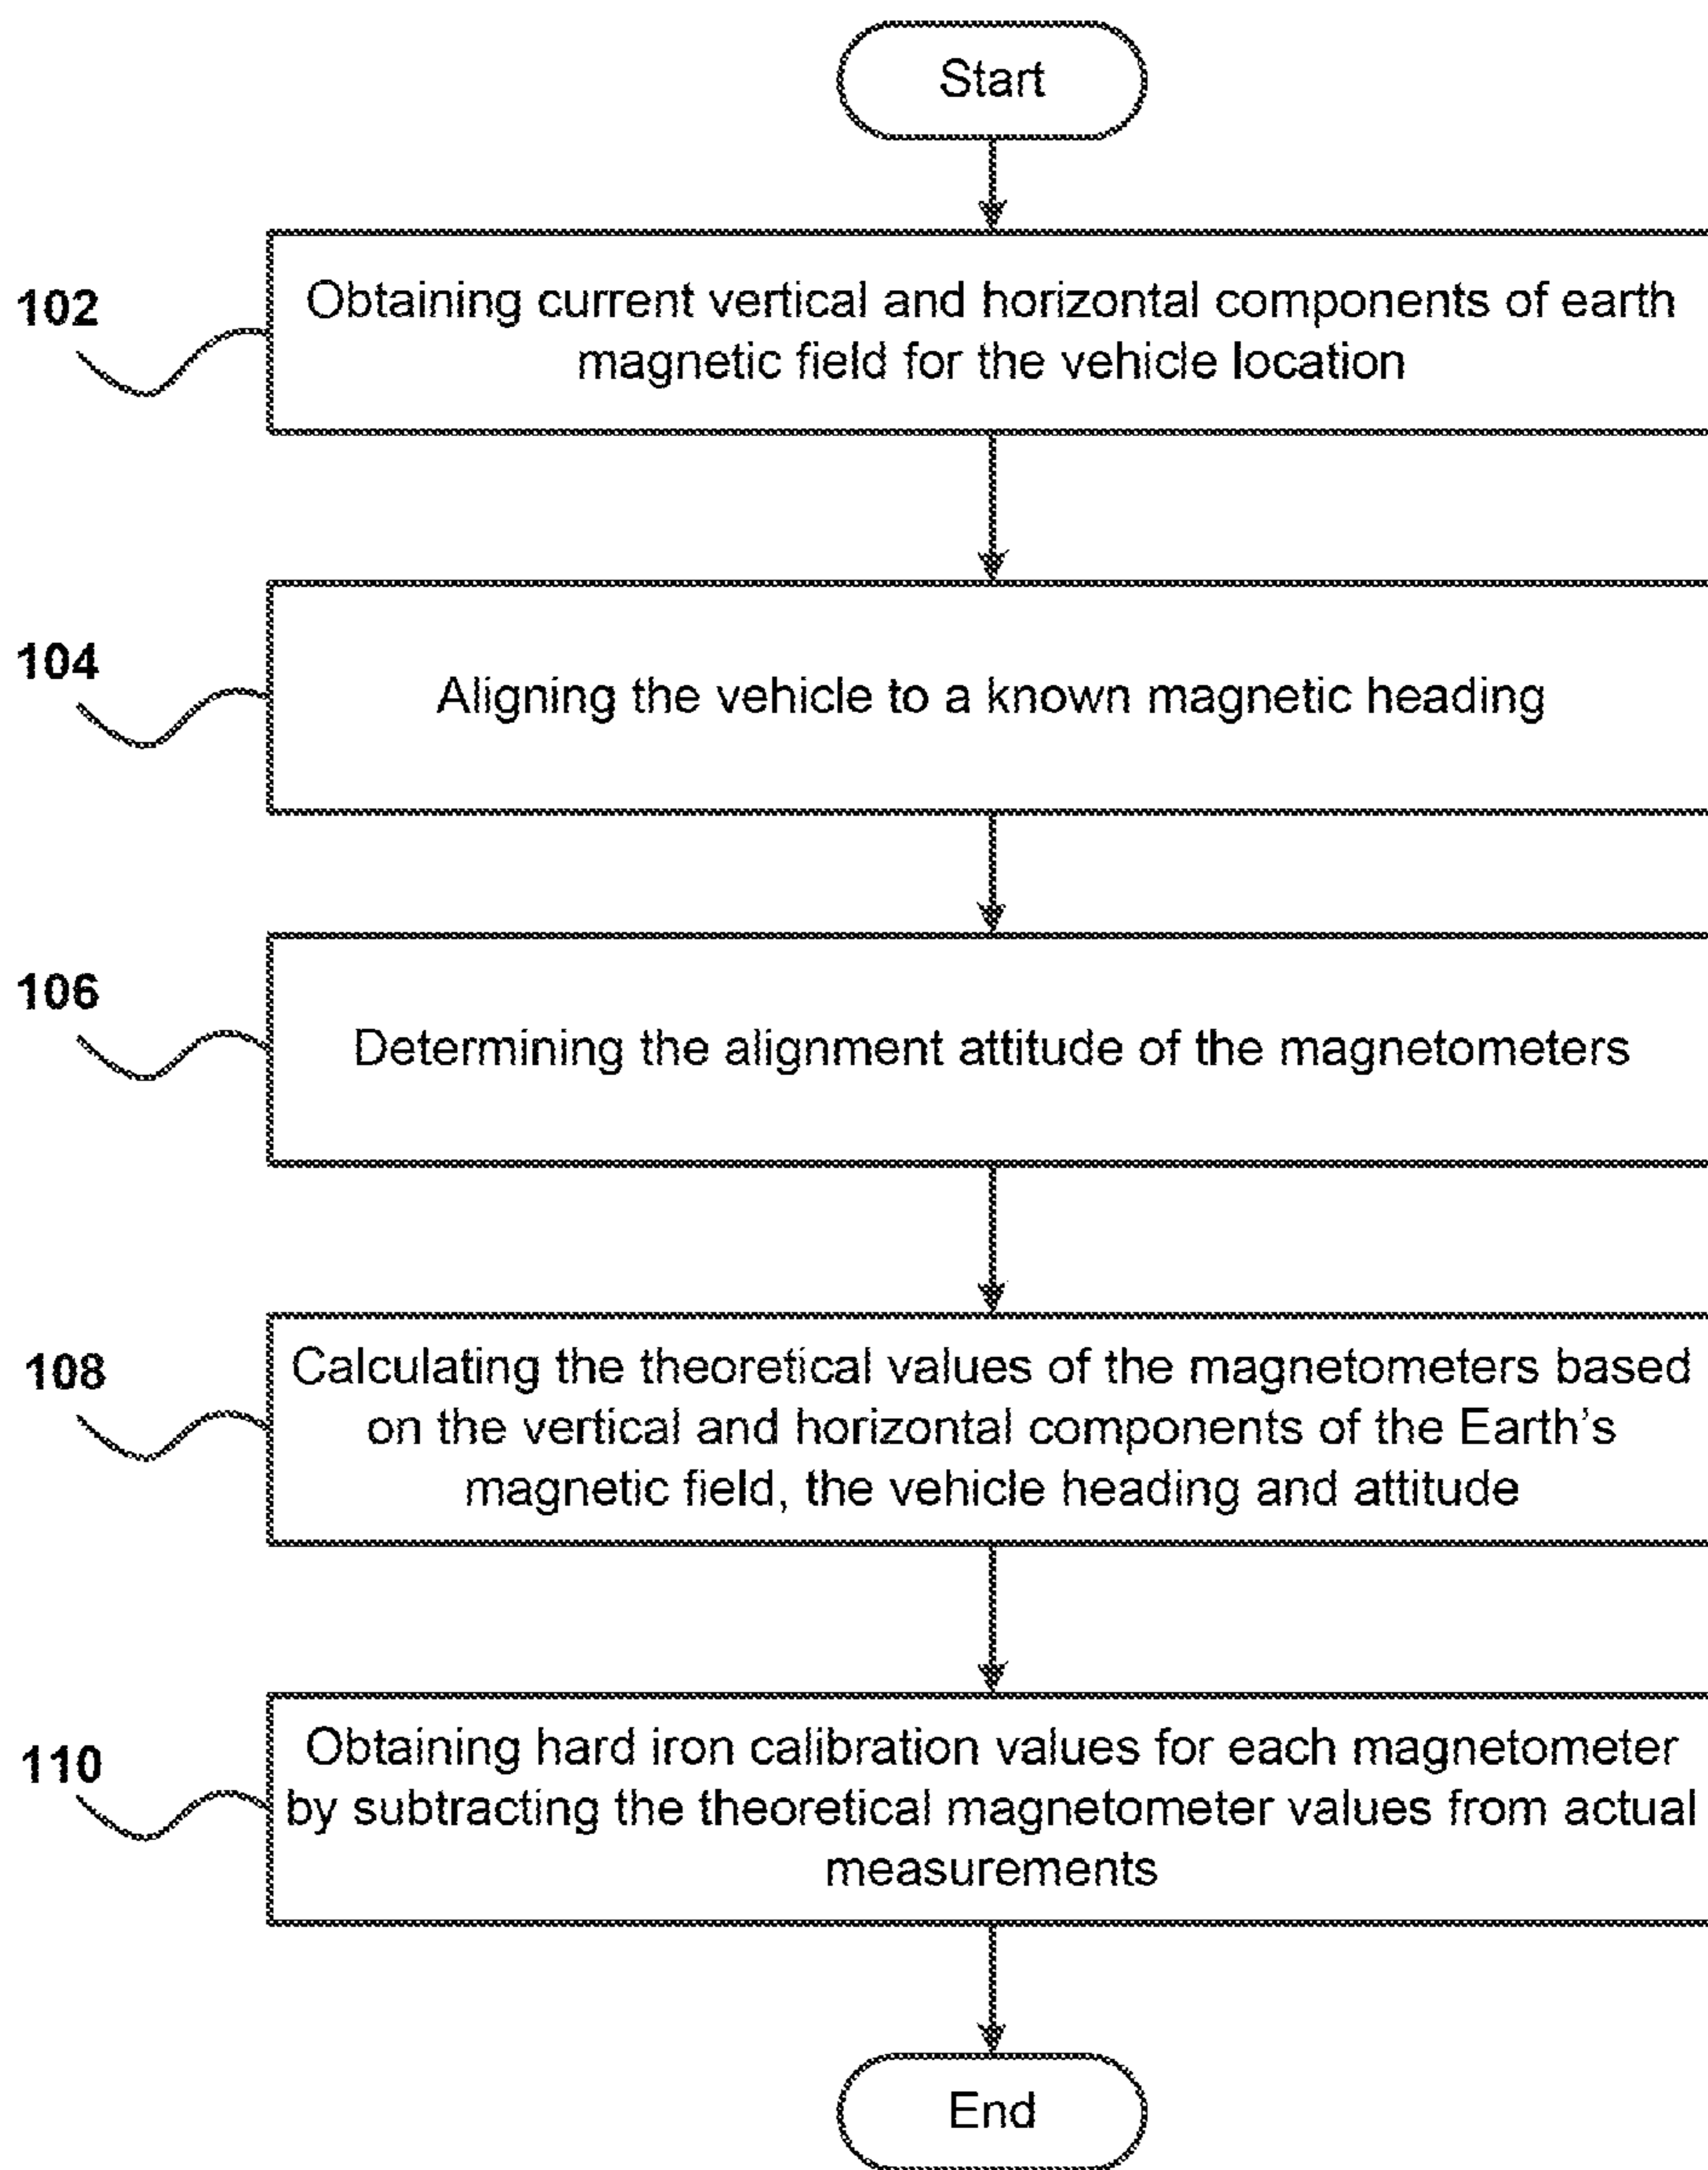 Start
102
Obtaining current vertical and horizontal components of earth
magnetic field for the vehicle location
104
Aligning the vehicle to a known magnetic heading
106
Determining the alignment attitude of the magnetometers
108
Calculating the theoretical values of the magnetometers based
on the vertical and horizontal components of the Earth's
magnetic field, the vehicle heading and attitude
110
Obtaining hard iron calibration values for each magnetometer
by subtracting the theoretical magnetometer values from actual
measurements
End